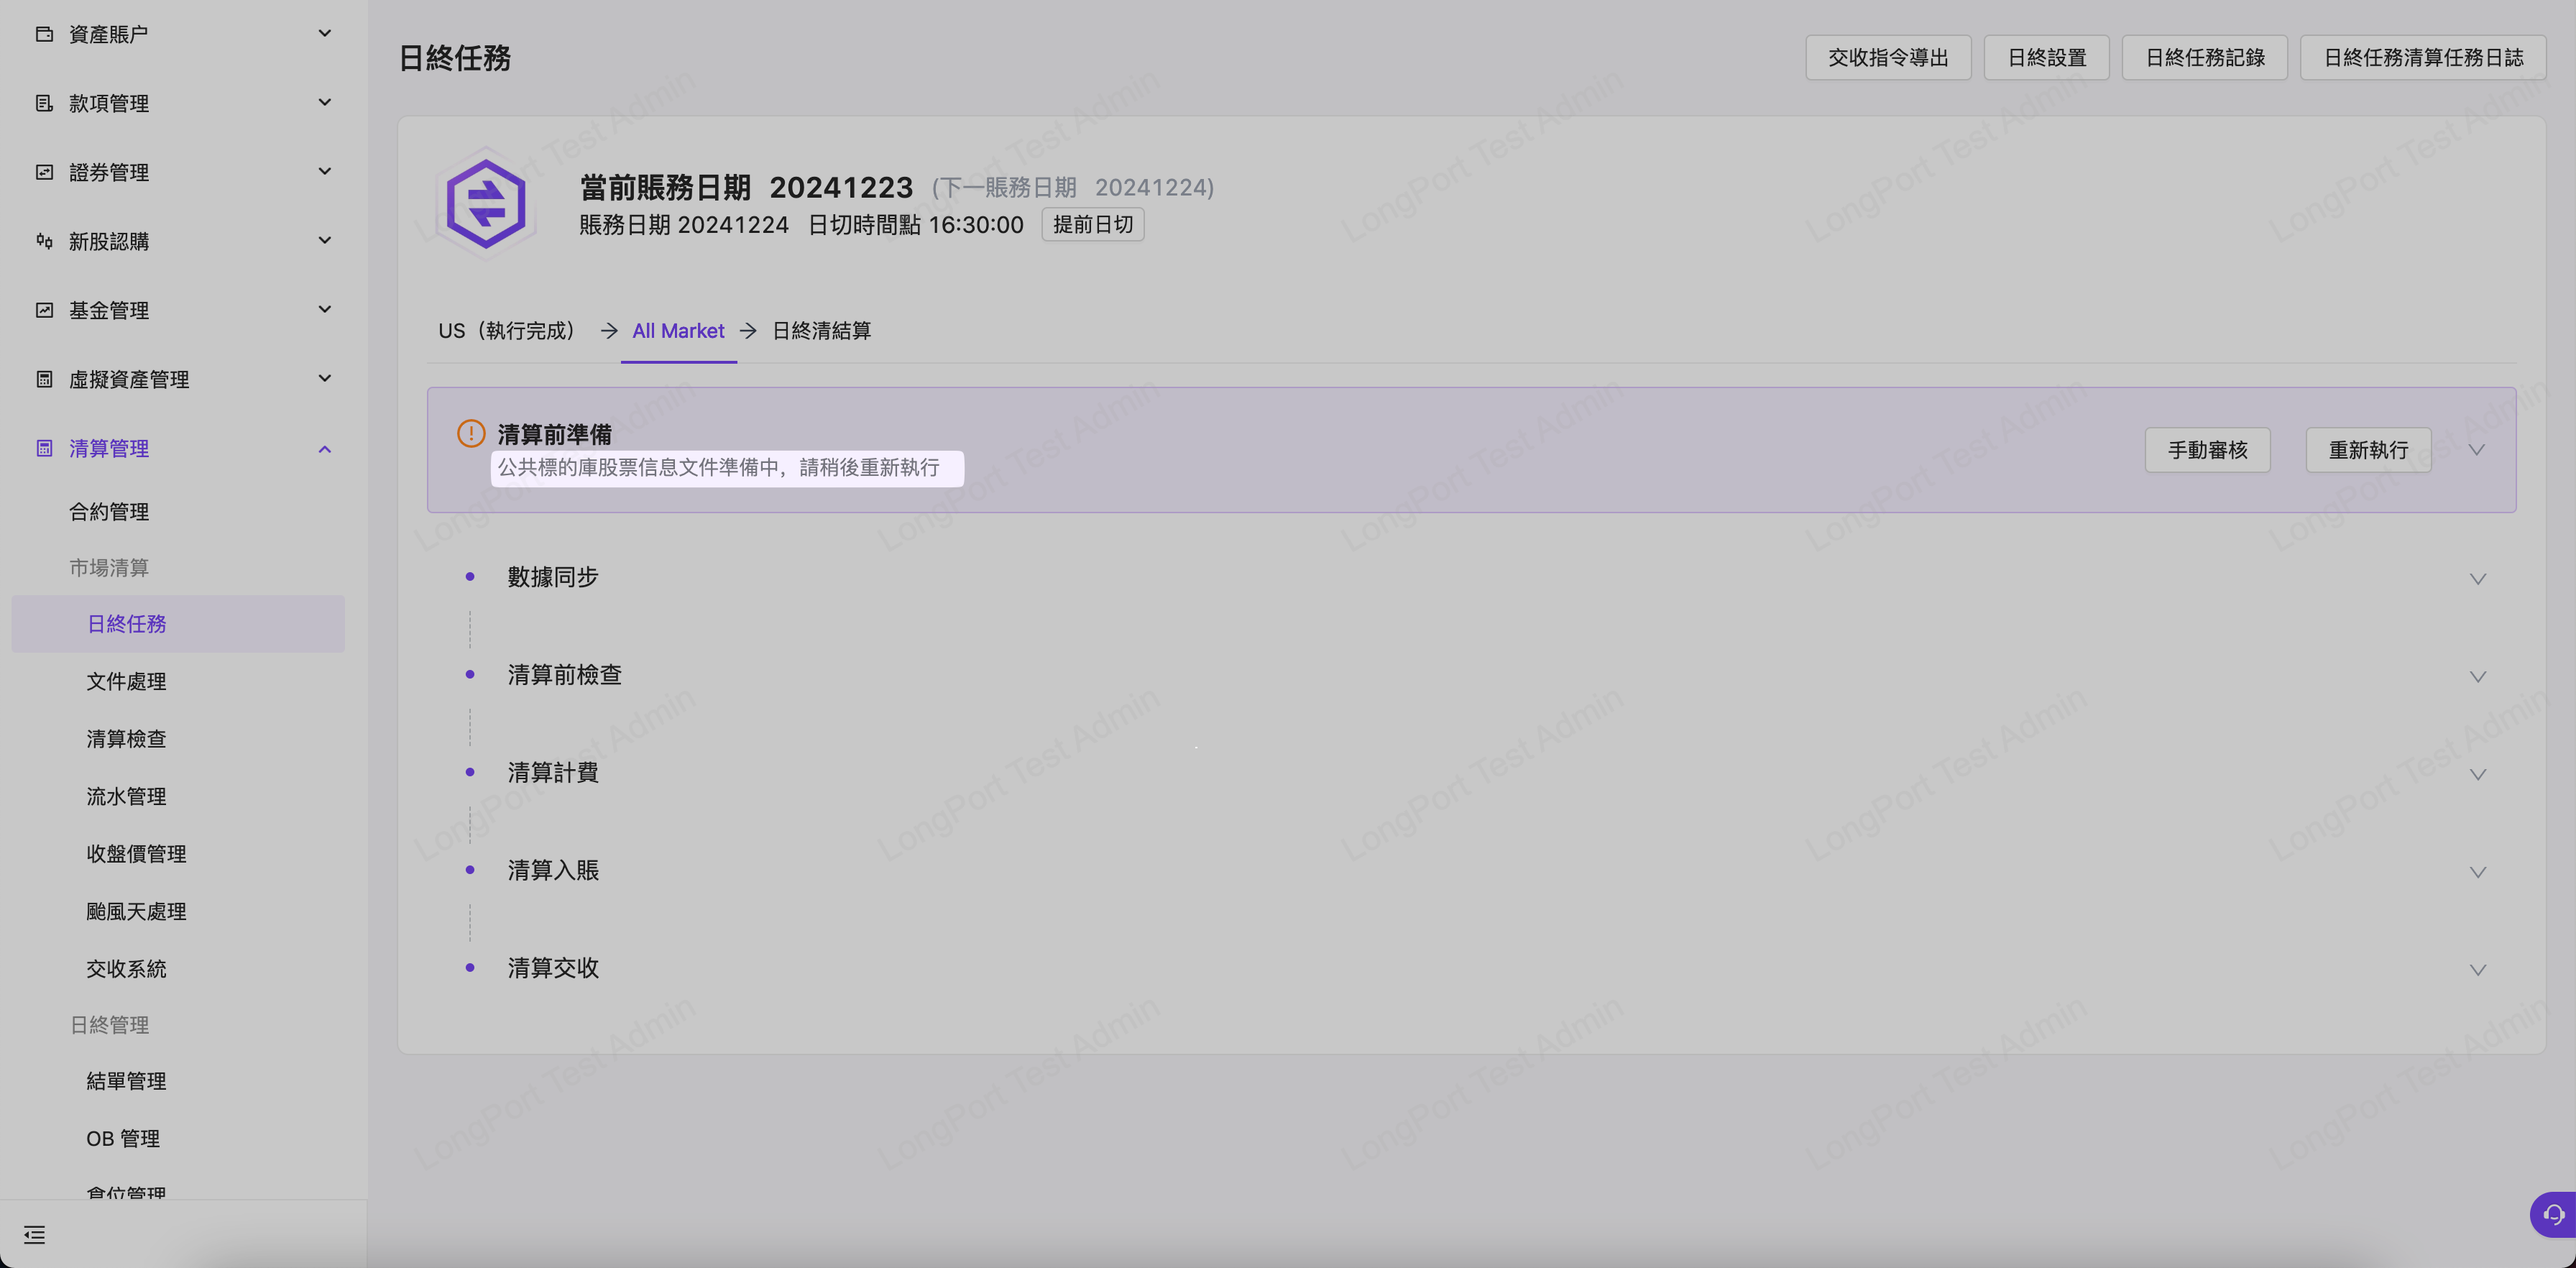 資產賬户
款項管理
證券管理
新股認購
基金管理
虛擬資產管理
清算管理
合約管理
市場清算
日終任務
文件處理
清算檢查
流水管理
收盤價管理
颱風天處理
交收系統
日終管理
結單管理
OB 管理
倉位管理
日終任務
交收指令導出
日終設置
日終任務記錄
日終任務清算任務日誌
當前賬務日期 20241223 (下一賬務日期 20241224)
賬務日期 20241224 日切時間點 16:30:00 提前日切
US（執行完成） → All Market → 日終清結算
清算前準備
公共標的庫股票信息文件準備中，請稍後重新執行
手動審核
重新執行
數據同步
清算前檢查
清算計費
清算入賬
清算交收
LongPort Test Admin